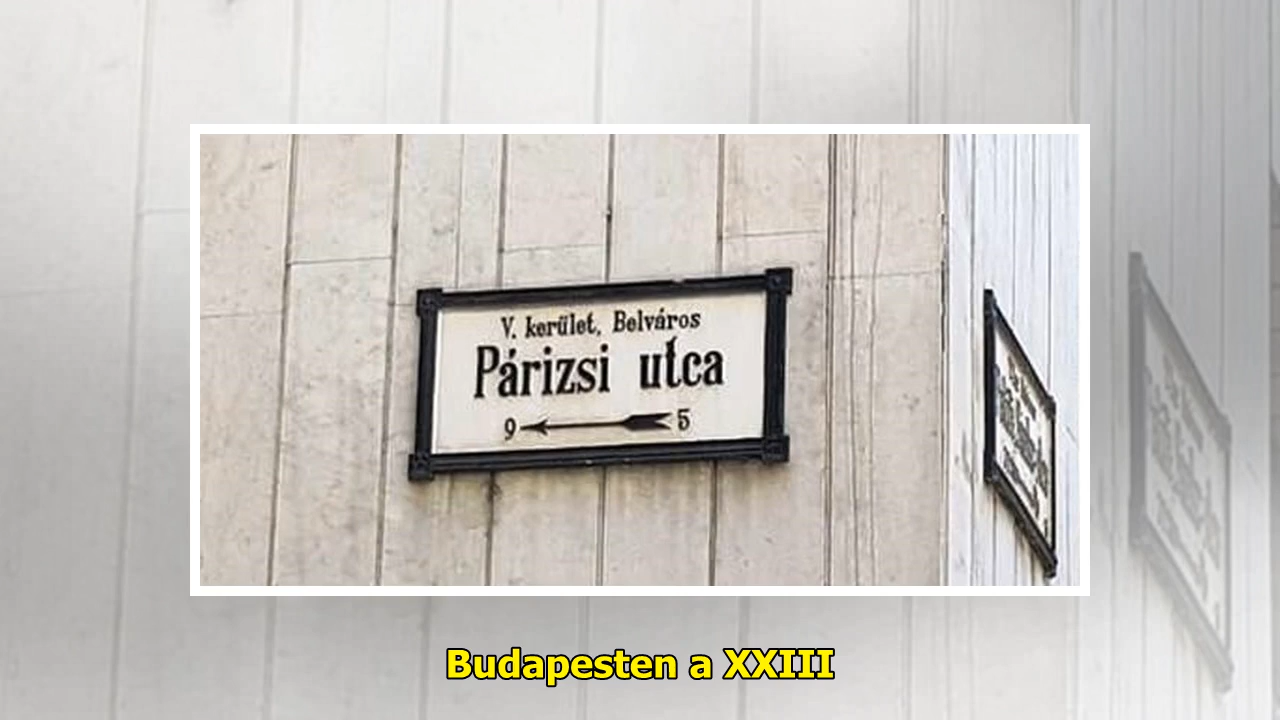 V. kerület, Belváros
Párizsi utca
9 5
Budapesten a XXIII